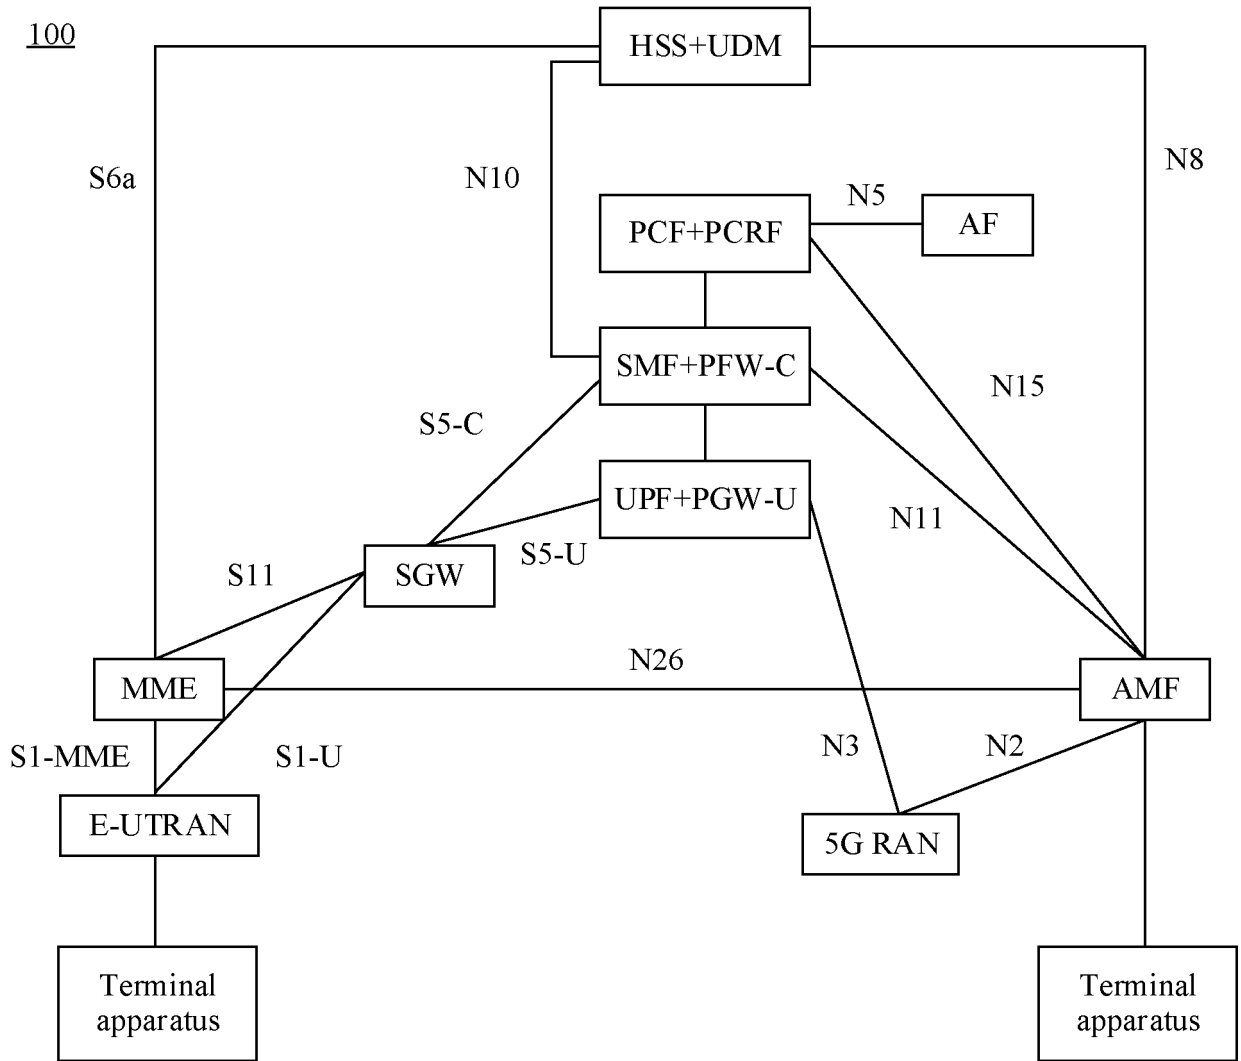 100
HSS+UDM
S6a
N10
N8
PCF+PCRF
N5
AF
SMF+PFW-C
N15
S5-C
UPF+PGW-U
N11
S5-U
S11
SGW
N26
MME
AMF
S1-MME
S1-U
N3
N2
E-UTRAN
5G RAN
Terminal
apparatus
Terminal
apparatus